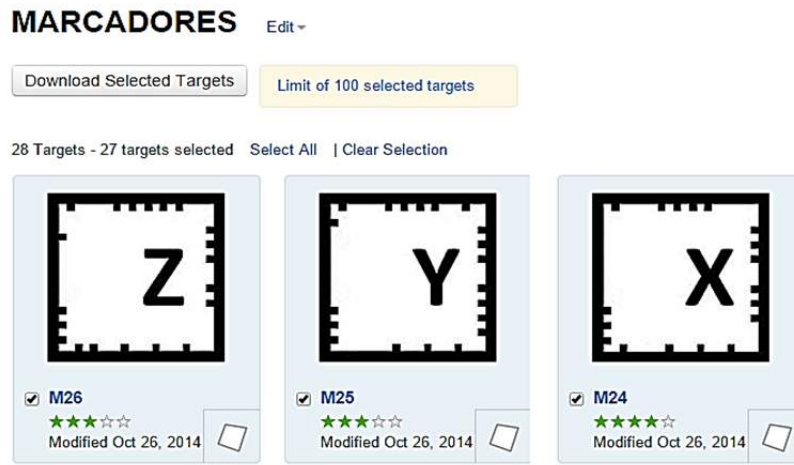 MARCADORES Edit
Download Selected Targets Limit of 100 selected targets
28 Targets - 27 targets selected Select All | Clear Selection
Z Y X
M26 M25 M24
Modified Oct 26, 2014 Modified Oct 26, 2014 Modified Oct 26, 2014